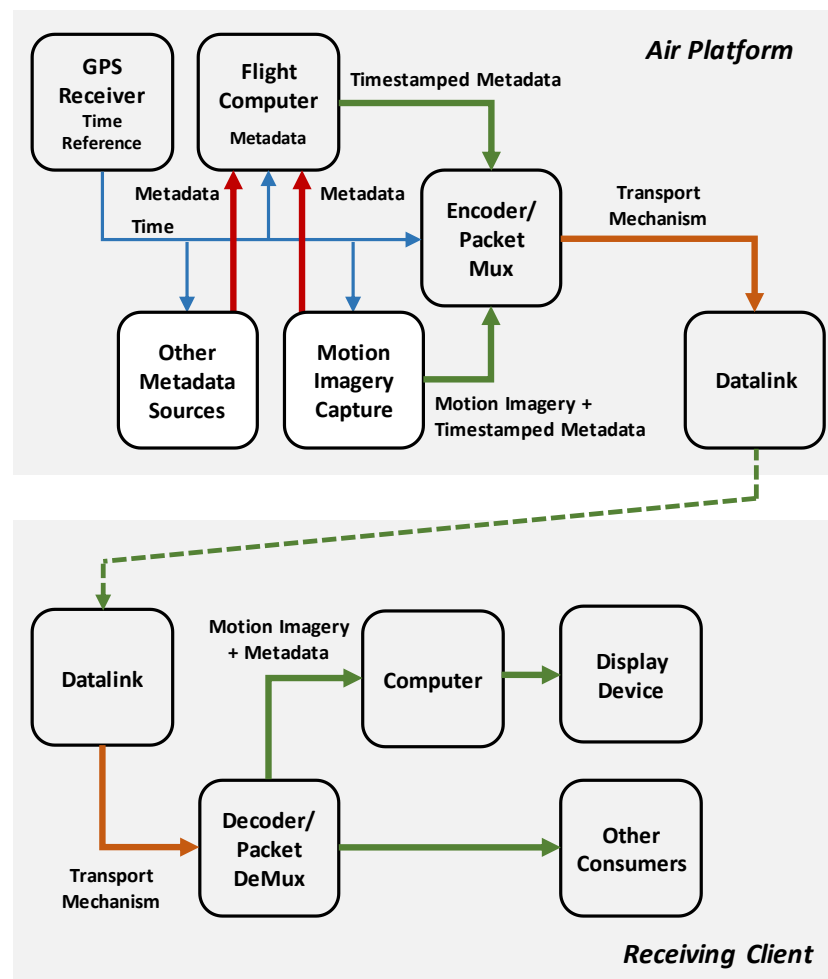 Air Platform
GPS
Receiver
Time
Reference
Flight
Computer
Metadata
Timestamped Metadata
Metadata
Metadata
Time
Encoder/
Packet
Mux
Transport
Mechanism
Other
Metadata
Sources
Motion
Imagery
Capture
Motion Imagery +
Timestamped Metadata
Datalink
Datalink
Motion Imagery
+ Metadata
Computer
Display
Device
Decoder/
Packet
DeMux
Other
Consumers
Transport
Mechanism
Receiving Client